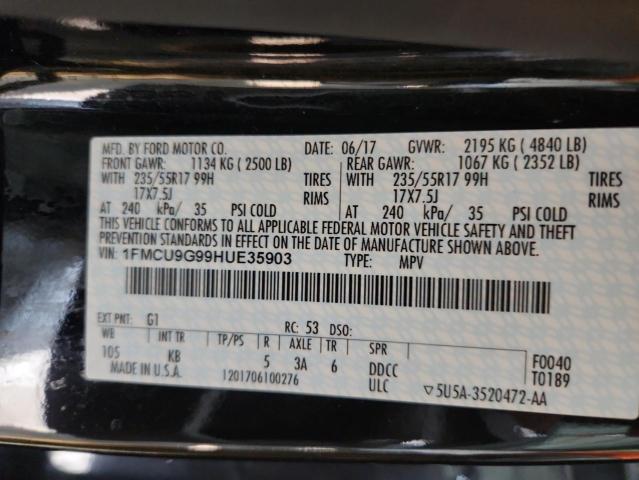 MFD. BY FORD MOTOR CO. DATE: 06/17 GVWR: 2195 KG ( 4840 LB)
FRONT GAWR: 1134 KG ( 2500 LB) REAR GAWR: 1067 KG ( 2352 LB)
WITH 235/55R17 99H TIRES WITH 235/55R17 99H TIRES
17X7.5J RIMS 17X7.5J RIMS
AT 240 kPa/ 35 PSI COLD AT 240 kPa/ 35 PSI COLD
THIS VEHICLE CONFORMS TO ALL APPLICABLE FEDERAL MOTOR VEHICLE SAFETY AND THEFT
PREVENTION STANDARDS IN EFFECT ON THE DATE OF MANUFACTURE SHOWN ABOVE.
VIN: 1FMCU9G99HUE35903 TYPE: MPV
EXT PNT: G1 RC: 53 DSO:
WB INT TR TP/PS R AXLE TR SPR
105 KB 5 3A 6 DDCC F0040
MADE IN U.S.A. 1201706100276 ULC T0189
▽5U5A-3520472-AA